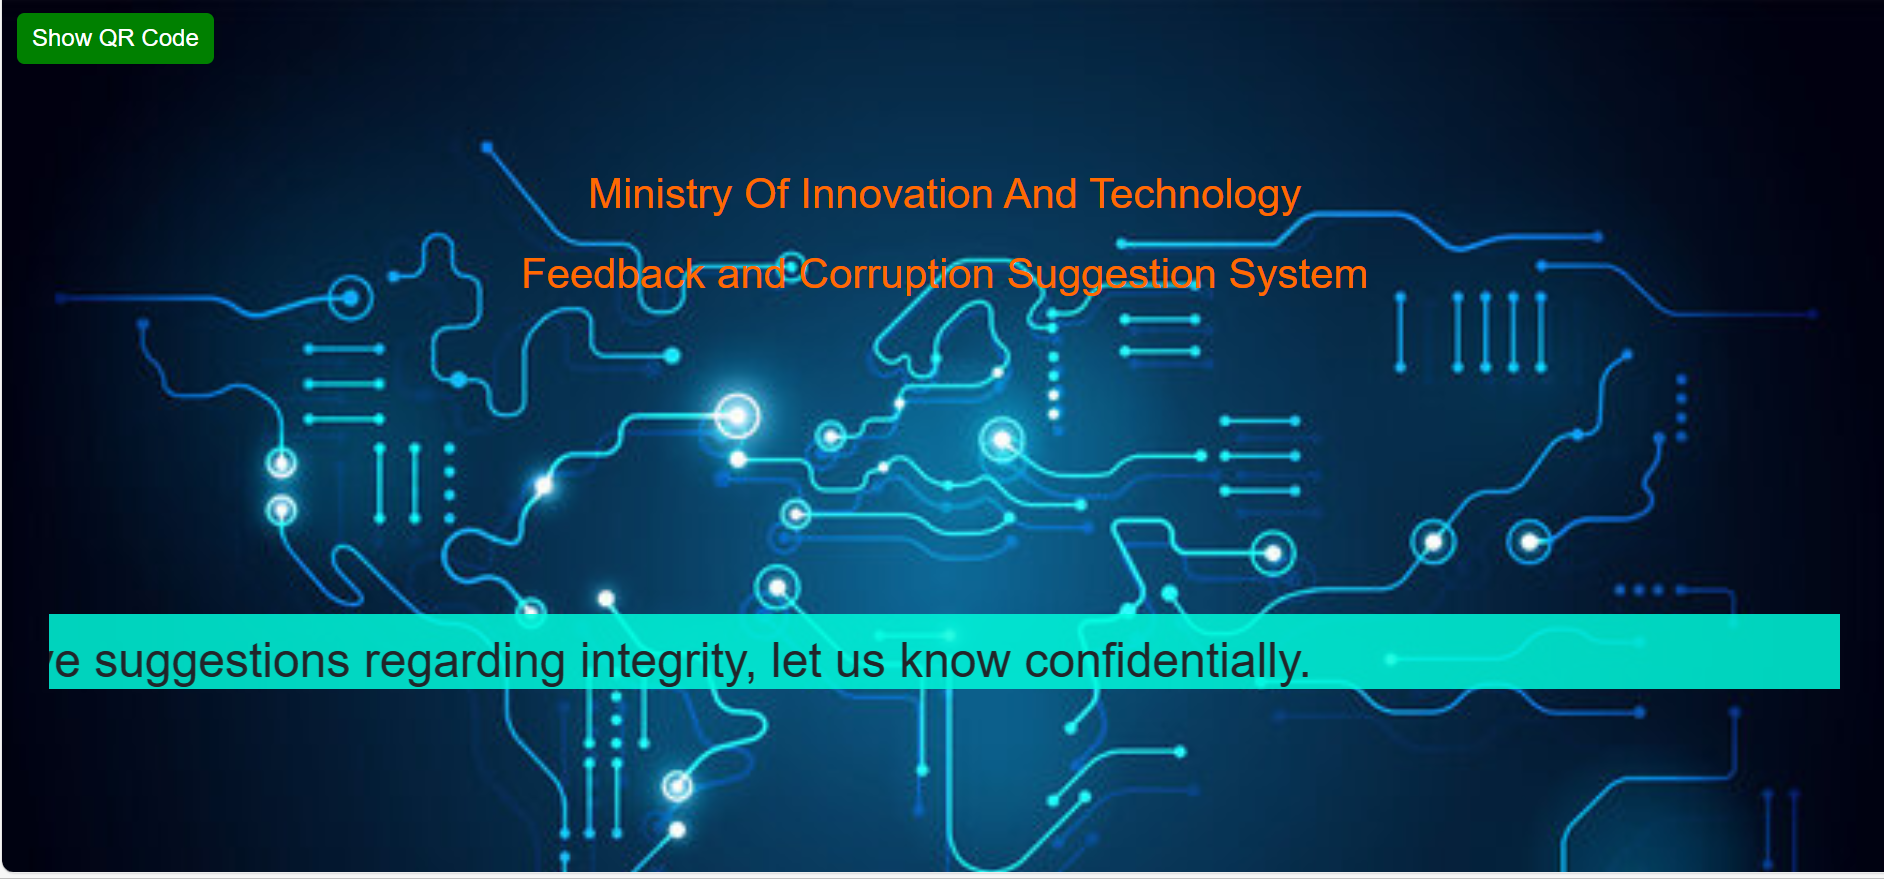 Show QR Code
Ministry Of Innovation And Technology
Feedback and Corruption Suggestion System
suggestions regarding integrity, let us know confidentially.